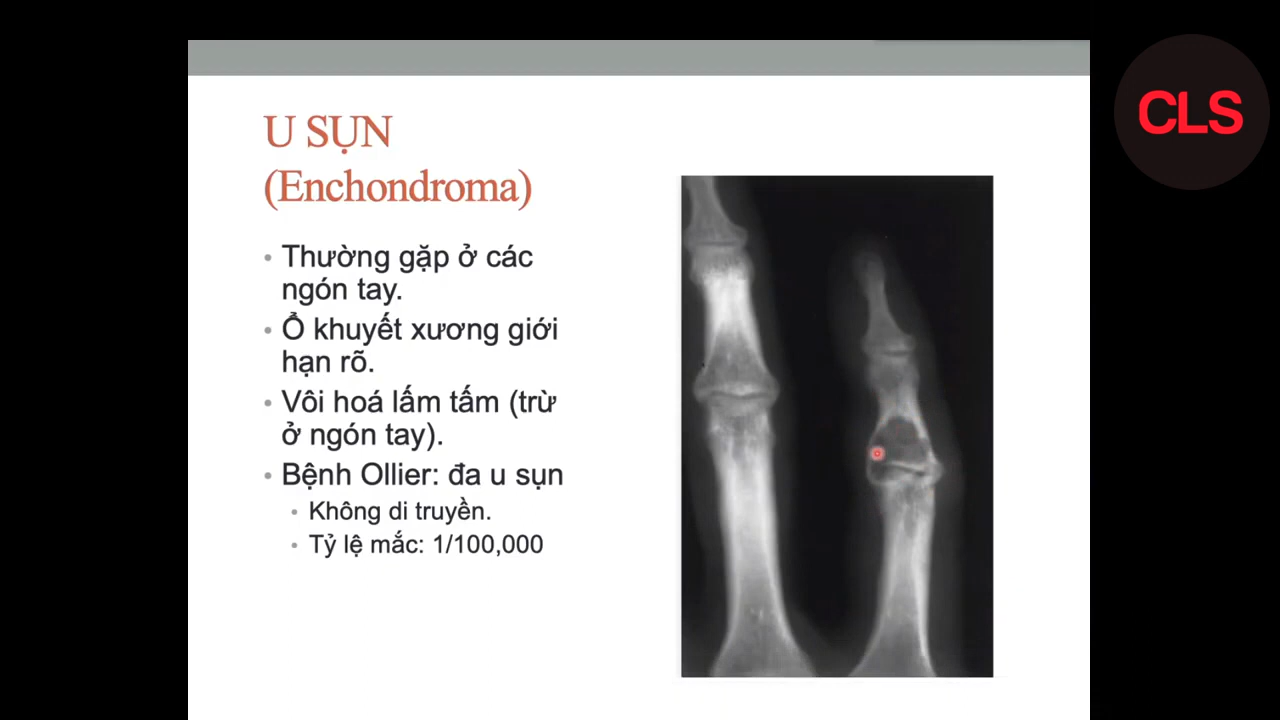 CLS
U SỤN
(Enchondroma)
• Thường gặp ở các
ngón tay.
• Ổ khuyết xương giới
hạn rõ.
• Vôi hoá lấm tấm (trừ
ở ngón tay).
• Bệnh Ollier: đa u sụn
• Không di truyền.
• Tỷ lệ mắc: 1/100,000